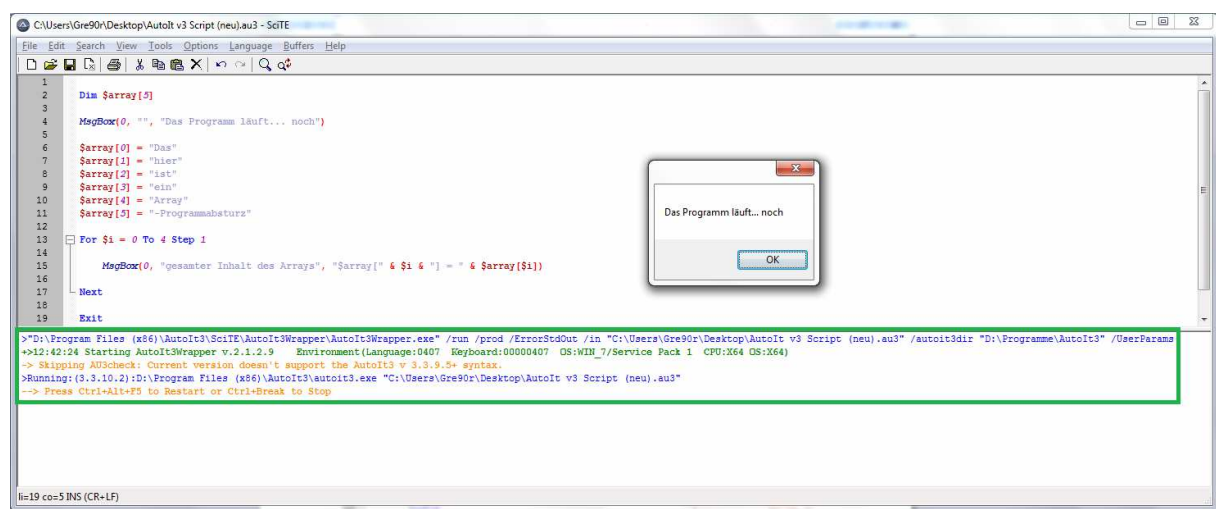 C:\Users\Gre90r\Desktop\AutoIt v3 Script (neu).au3 - SciTE
File Edit Search View Tools Options Language Buffers Help
1
2 Dim $array[5]
3
4 MsgBox(0, "", "Das Programm läuft... noch")
5
6 $array[0] = "Das"
7 $array[1] = "hier"
8 $array[2] = "ist"
9 $array[3] = "ein"
10 $array[4] = "Array"
11 $array[5] = "-Programmabsturz"
12
13 For $i = 0 To 4 Step 1
14
15 MsgBox(0, "gesamter Inhalt des Arrays", "$array[" & $i & "] = " & $array[$i])
16
17 Next
18
19 Exit
Das Programm läuft... noch
OK
>"D:\Program Files (x86)\AutoIt3\SciTE\AutoIt3Wrapper\AutoIt3Wrapper.exe" /run /prod /ErrorStdOut /in "C:\Users\Gre90r\Desktop\AutoIt v3 Script (neu).au3" /autoit3dir "D:\Programme\AutoIt3" /UserParams
+>12:42:24 Starting AutoIt3Wrapper v.2.1.2.9 Environment(Language:0407 Keyboard:00000407 OS:WIN_7/Service Pack 1 CPU:X64 OS:X64)
-> Skipping AU3check: Current version doesn't support the AutoIt3 v 3.3.9.5+ syntax.
>Running:(3.3.10.2):D:\Program Files (x86)\AutoIt3\autoit3.exe "C:\Users\Gre90r\Desktop\AutoIt v3 Script (neu).au3"
--> Press Ctrl+Alt+F5 to Restart or Ctrl+Break to Stop
li=19 co=5 INS (CR+LF)